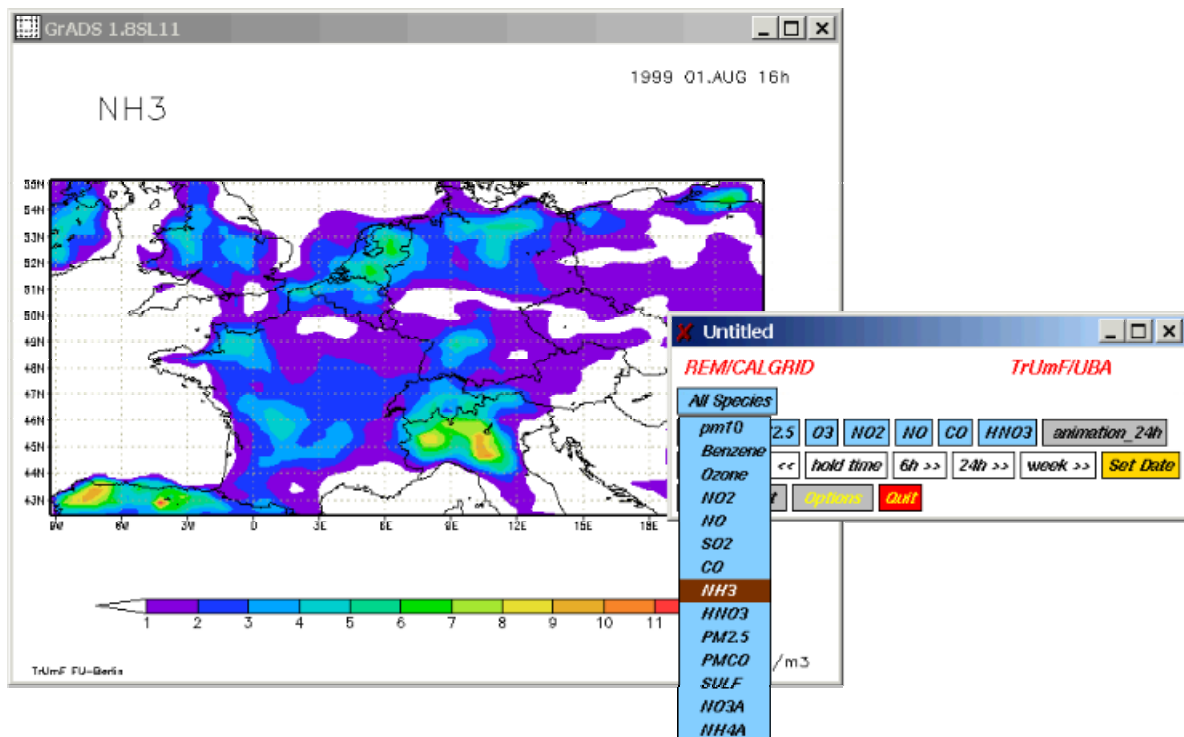 GrADS 1.8SL11
1999 01.AUG 16h
NH3
55N
54N
53N
52N
51N
50N
49N
48N
47N
46N
45N
44N
43N
9W 6W 3W 0 3E 6E 9E 12E 15E 18E
1 2 3 4 5 6 7 8 9 10 11
TrUmF FU-Berlin
/m3
Untitled
REM/CALGRID TrUmF/UBA
All Species
2.5 O3 NO2 NO CO HNO3 animation_24h
<< hold time 6h >> 24h >> week >> Set Date
t Options Quit
pm10
Benzene
Ozone
NO2
NO
SO2
CO
NH3
HNO3
PM2.5
PMCO
SULF
NO3A
NH4A